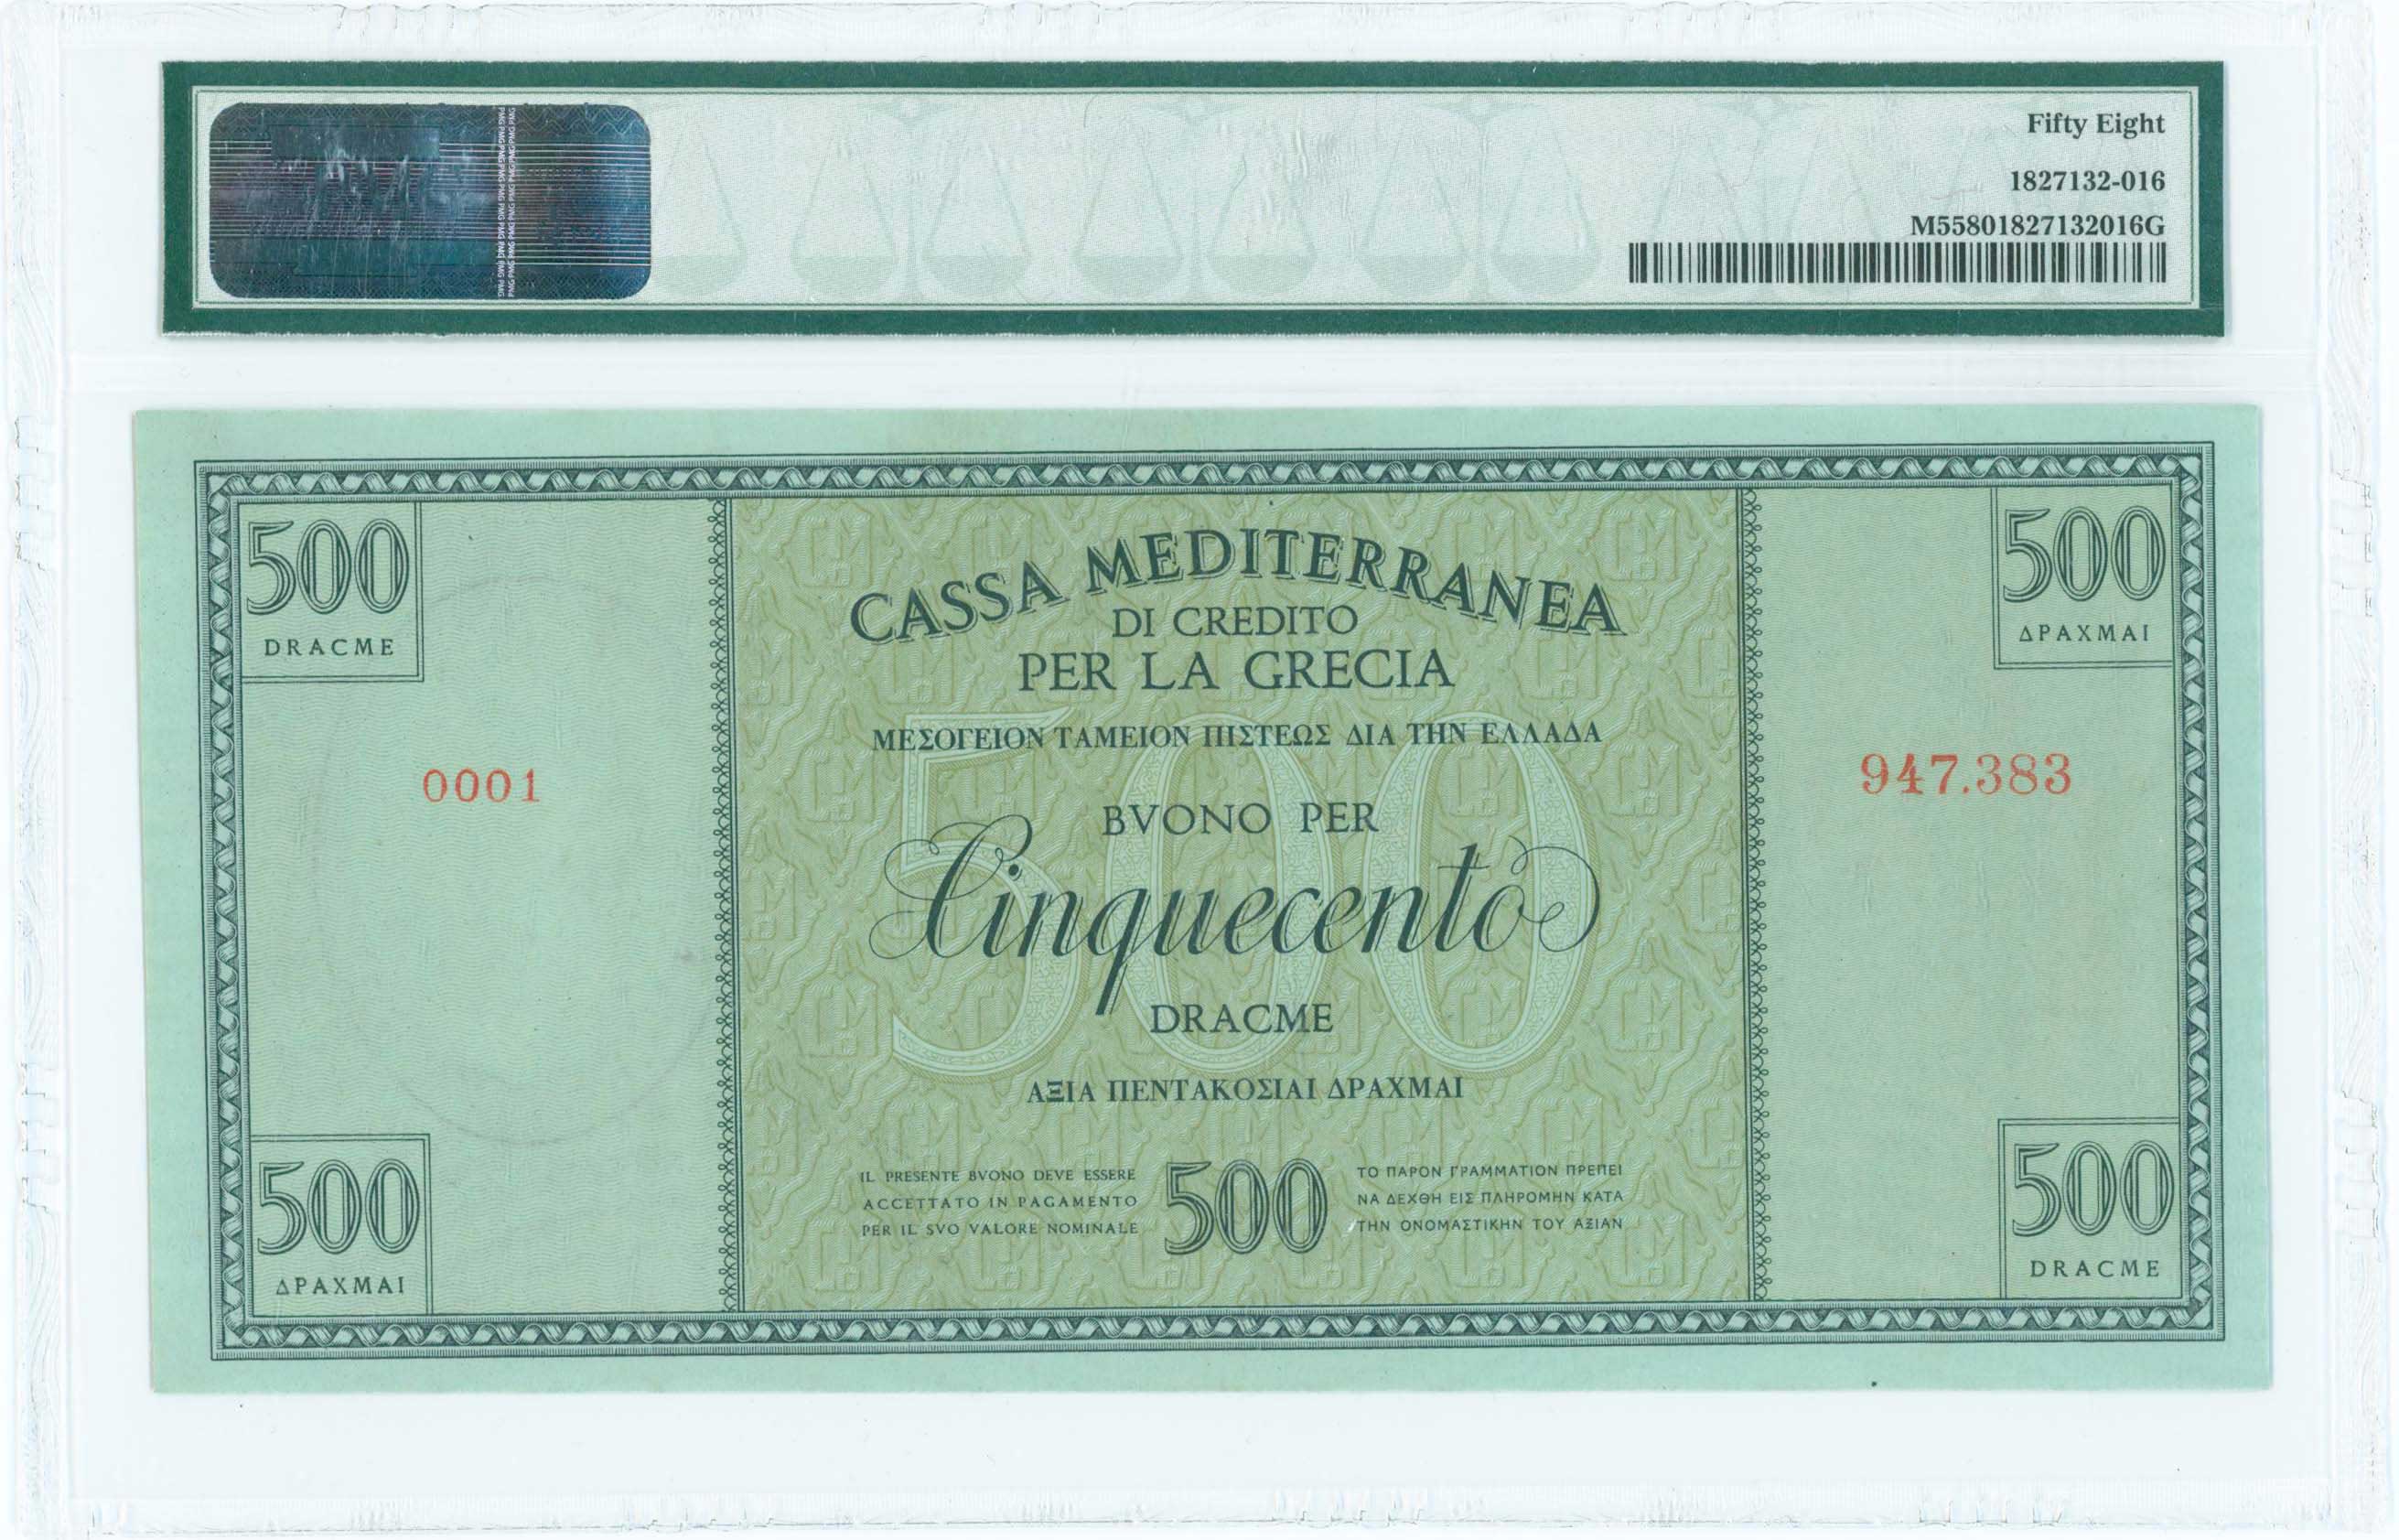 Fifty Eight
1827132-016
M55801827132016G
500
DRACME
500
ΔΡΑΧΜΑΙ
CASSA MEDITERRANEA
DI CREDITO
PER LA GRECIA
ΜΕΣΟΓΕΙΟΝ ΤΑΜΕΙΟΝ ΠΙΣΤΕΩΣ ΔΙΑ ΤΗΝ ΕΛΛΑΔΑ
0001
947.383
500
BVONO PER
Cinquecento
DRACME
ΑΞΙΑ ΠΕΝΤΑΚΟΣΙΑΙ ΔΡΑΧΜΑΙ
IL PRESENTE BVONO DEVE ESSERE
ACCETTATO IN PAGAMENTO
PER IL SVO VALORE NOMINALE
500
ΤΟ ΠΑΡΟΝ ΓΡΑΜΜΑΤΙΟΝ ΠΡΕΠΕΙ
ΝΑ ΔΕΧΘΗ ΕΙΣ ΠΛΗΡΟΜΗΝ ΚΑΤΑ
ΤΗΝ ΟΝΟΜΑΣΤΙΚΗΝ ΤΟΥ ΑΞΙΑΝ
500
ΔΡΑΧΜΑΙ
500
DRACME